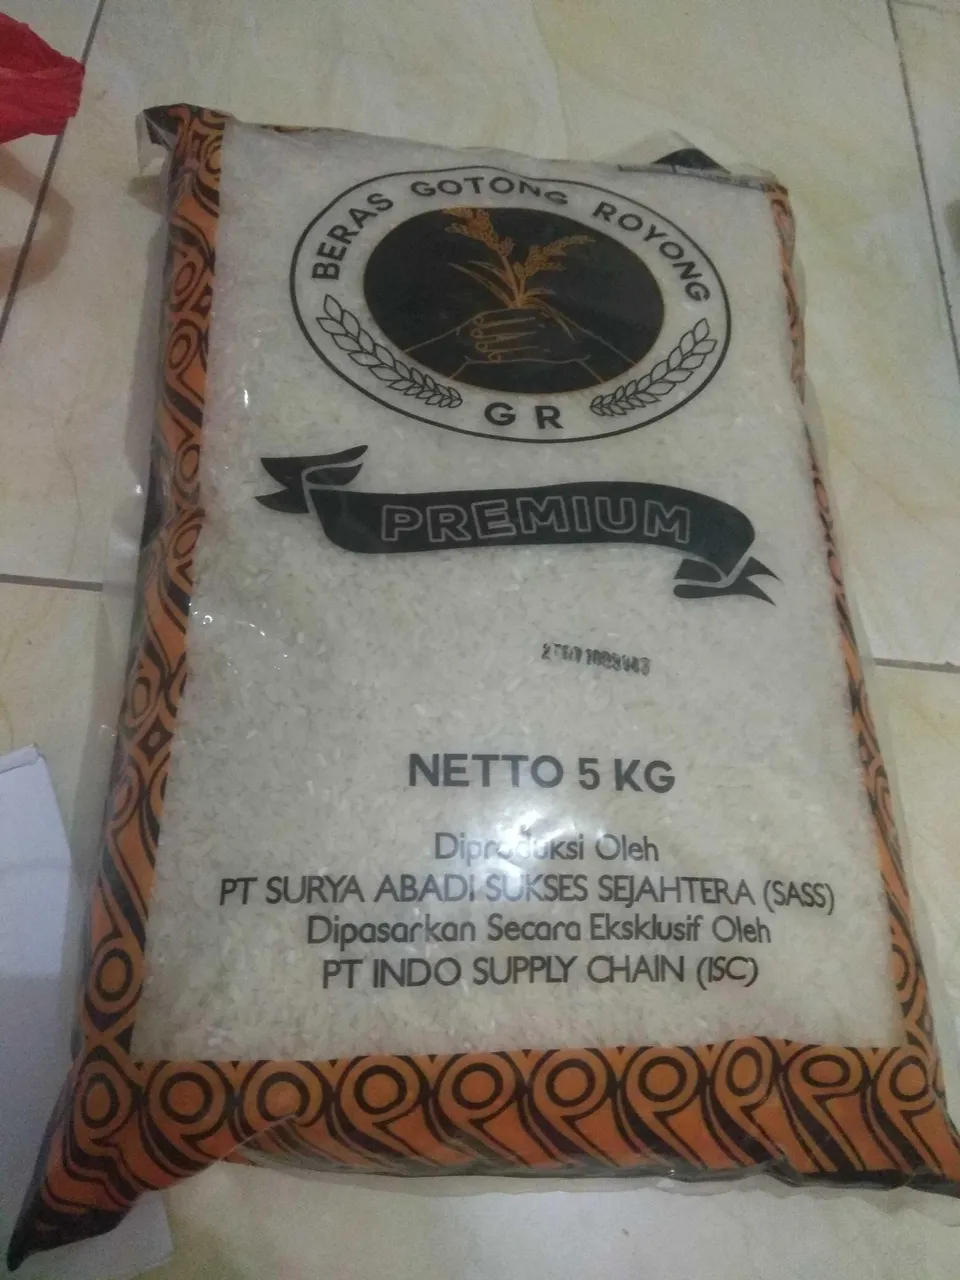 BERAS GOTONG ROYONG
GR
PREMIUM
NETTO 5 KG
Diproduksi Oleh
PT SURYA ABADI SUKSES SEJAHTERA (SASS)
Dipasarkan Secara Eksklusif Oleh
PT INDO SUPPLY CHAIN (ISC)